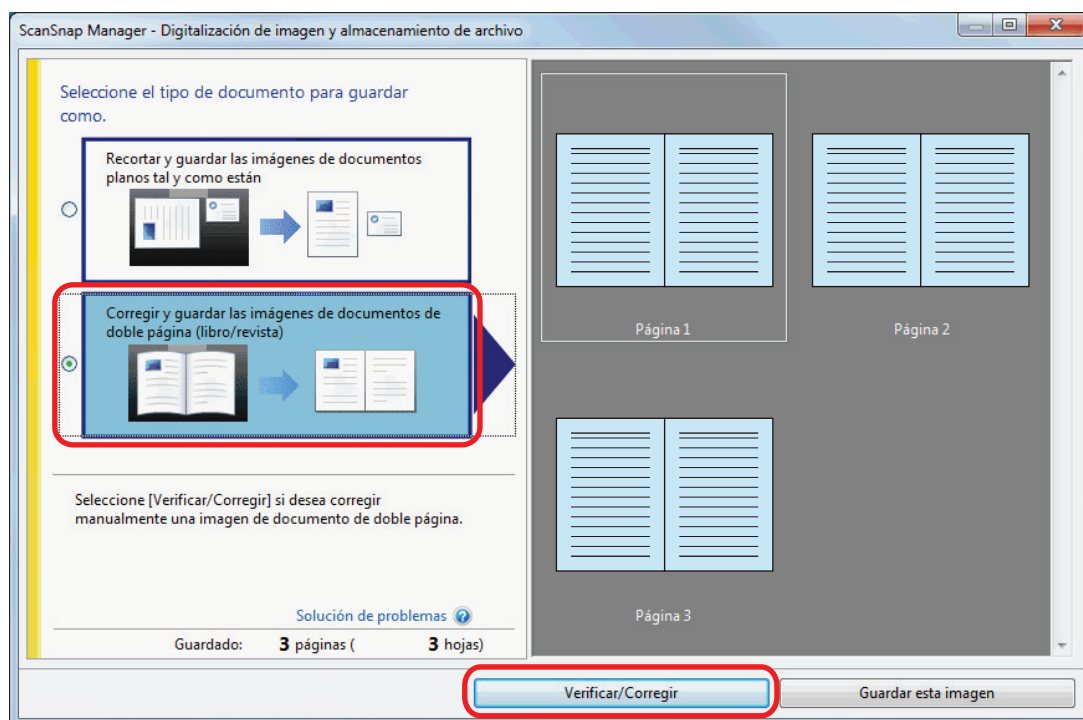 ScanSnap Manager - Digitalización de imagen y almacenamiento de archivo
Seleccione el tipo de documento para guardar
como.
Recortar y guardar las imágenes de documentos
planos tal y como están
Corregir y guardar las imágenes de documentos de
doble página (libro/revista)
Seleccione [Verificar/Corregir] si desea corregir
manualmente una imagen de documento de doble página.
Solución de problemas
Guardado: 3 páginas ( 3 hojas)
Página 1
Página 2
Página 3
Verificar/Corregir
Guardar esta imagen